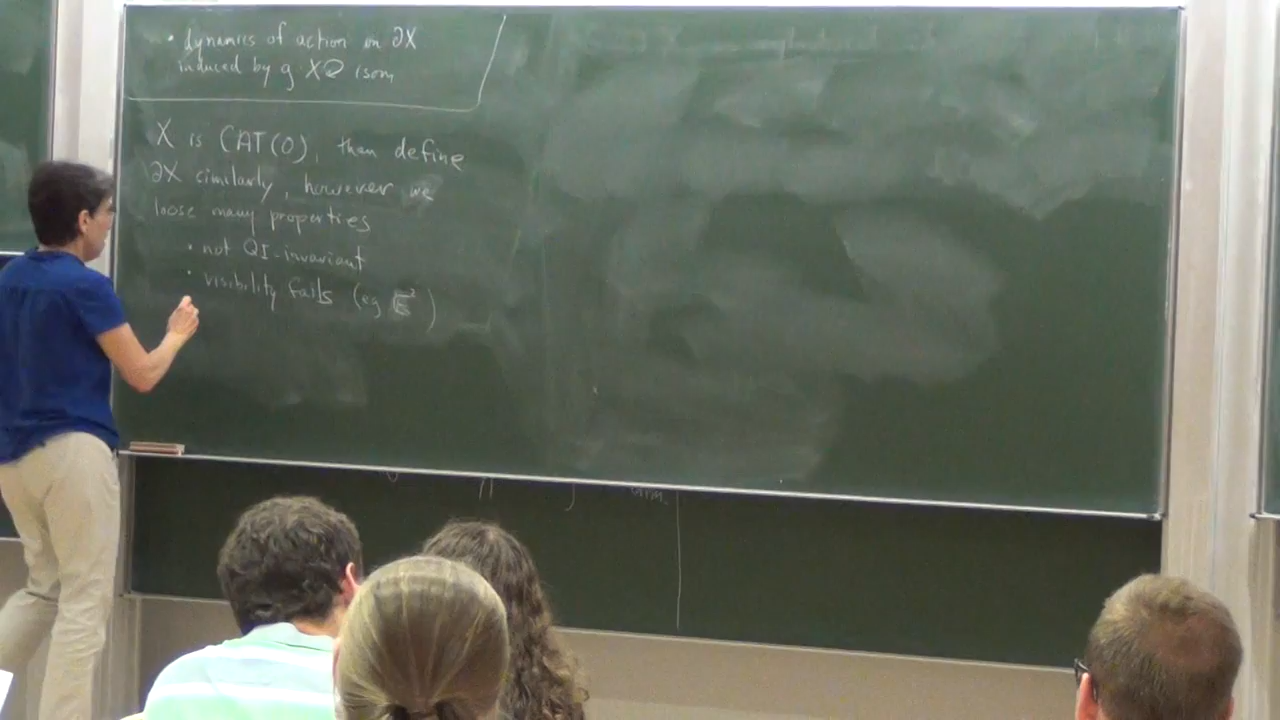 • dynamics of action on ∂X
induced by g: X⟲ isom
X is CAT(0), then define
∂X similarly, however we
loose many properties
• not QI-invariant
• visibility fails (eg 𝔼²)